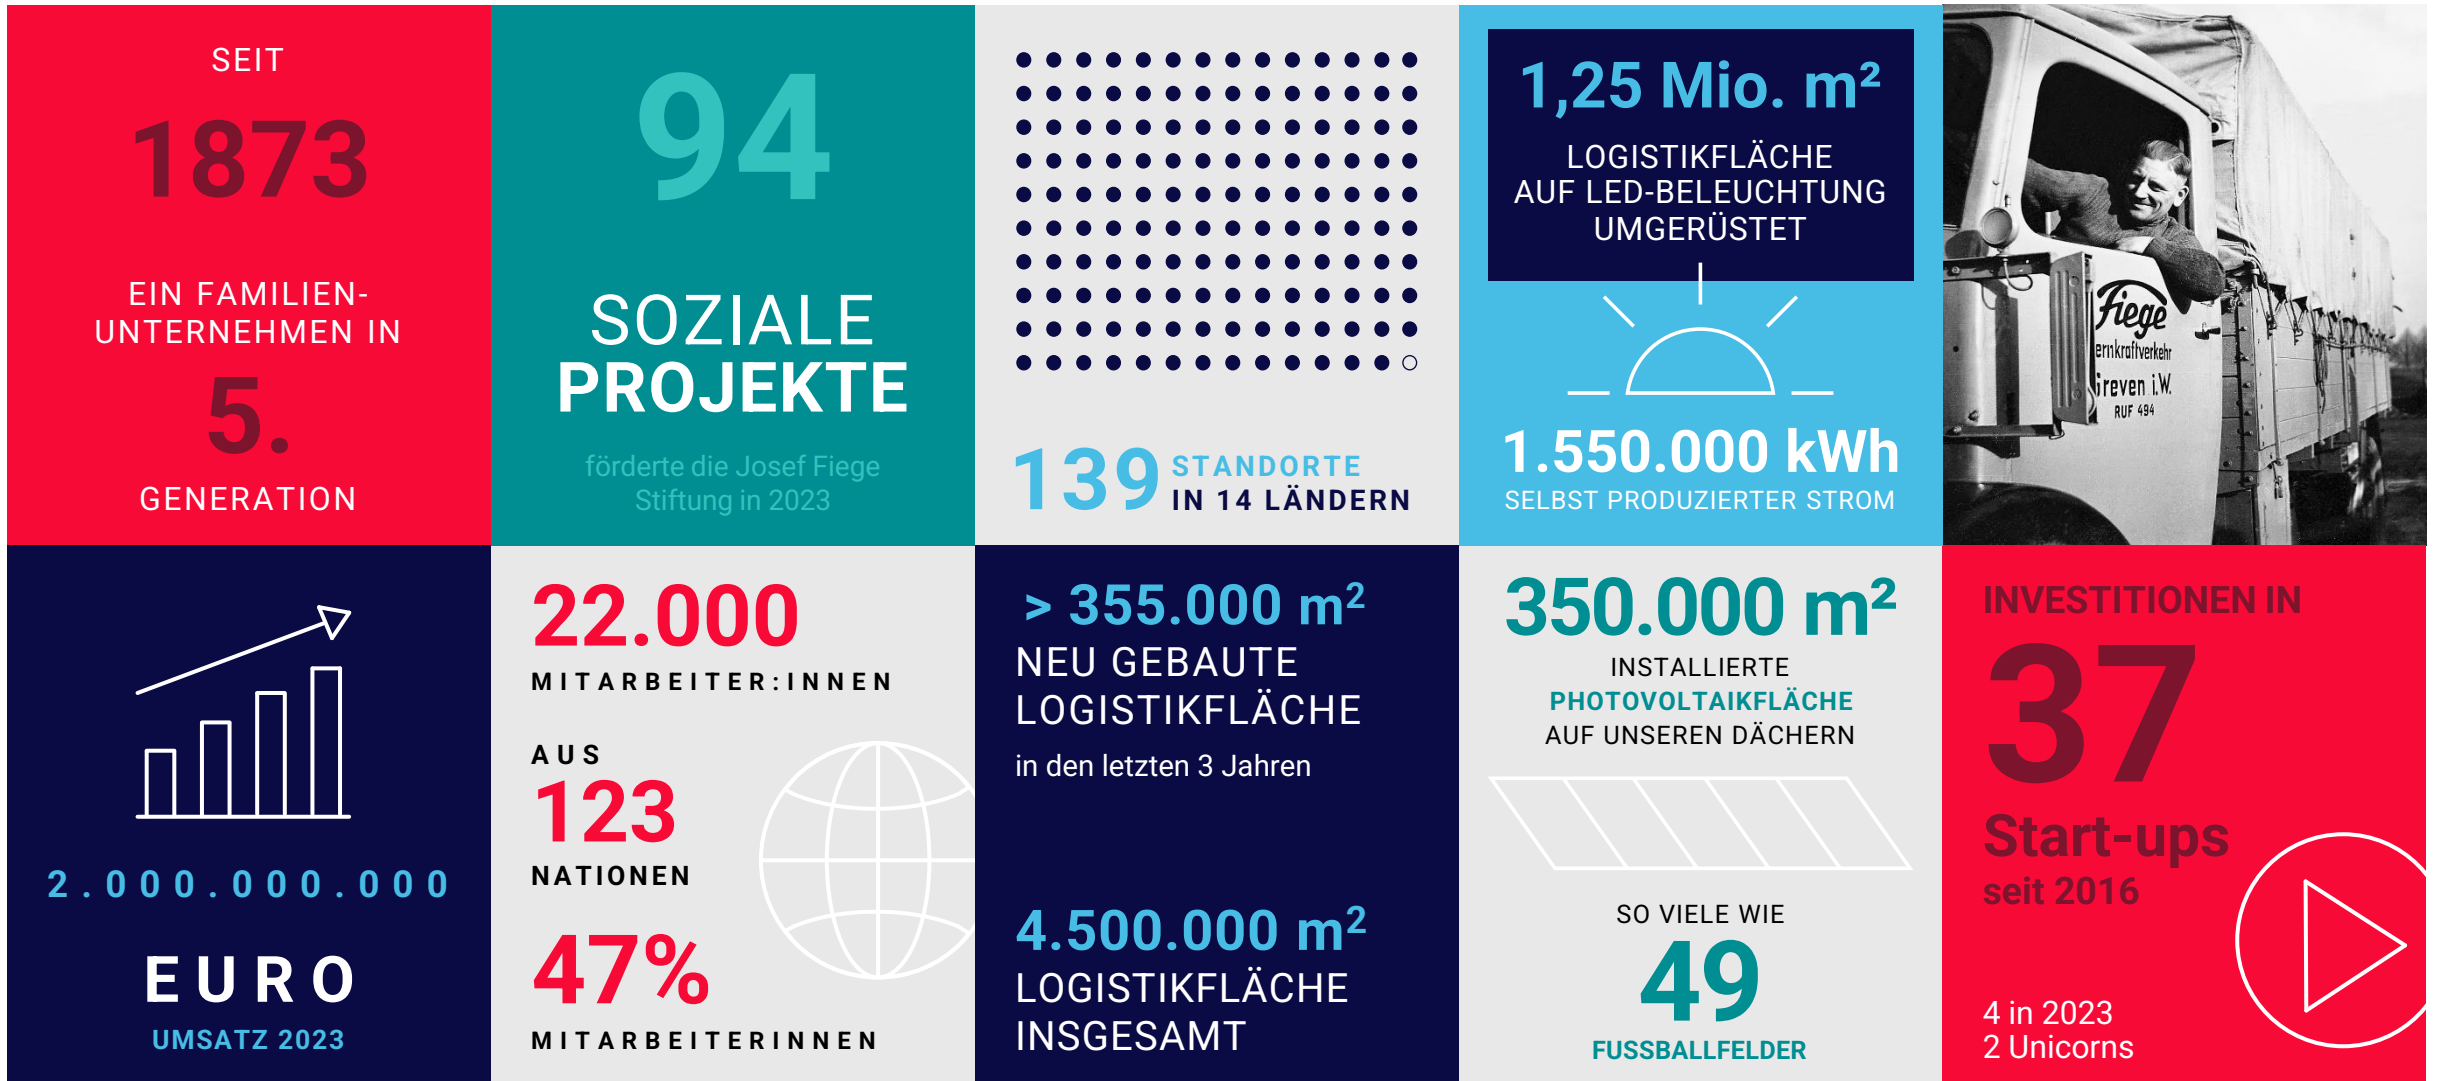 SEIT
1873
EIN FAMILIEN-
UNTERNEHMEN IN
5.
GENERATION
94
SOZIALE
PROJEKTE
förderte die Josef Fiege
Stiftung in 2023
139 STANDORTE
IN 14 LÄNDERN
1,25 Mio. m²
LOGISTIKFLÄCHE
AUF LED-BELEUCHTUNG
UMGERÜSTET
1.550.000 kWh
SELBST PRODUZIERTER STROM
Fiege
ernkraftverkehr
Greven i.W.
RUF 494
2.000.000.000
EURO
UMSATZ 2023
22.000
MITARBEITER:INNEN
AUS
123
NATIONEN
47%
MITARBEITERINNEN
> 355.000 m²
NEU GEBAUTE
LOGISTIKFLÄCHE
in den letzten 3 Jahren
4.500.000 m²
LOGISTIKFLÄCHE
INSGESAMT
350.000 m²
INSTALLIERTE
PHOTOVOLTAIKFLÄCHE
AUF UNSEREN DÄCHERN
SO VIELE WIE
49
FUSSBALLFELDER
INVESTITIONEN IN
37
Start-ups
seit 2016
4 in 2023
2 Unicorns